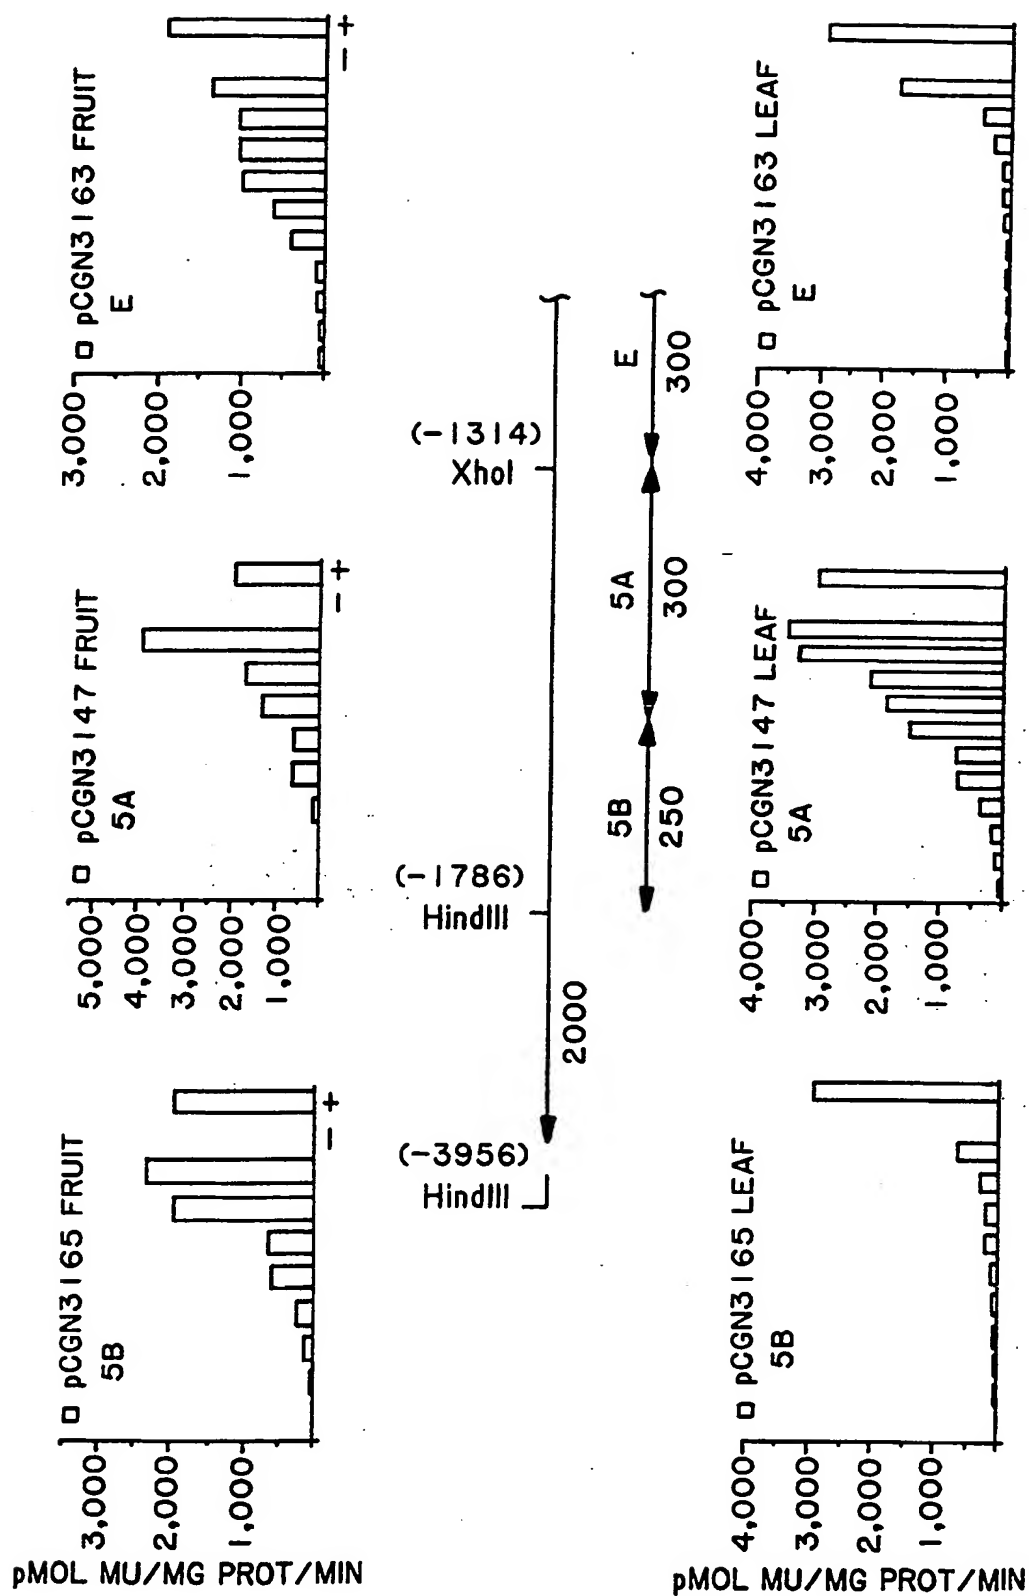 pMOL MU/MG PROT/MIN
3,000
2,000
1,000
pCGN3165 FRUIT
5B
− +
5,000
4,000
3,000
2,000
1,000
pCGN3147 FRUIT
5A
− +
3,000
2,000
1,000
pCGN3163 FRUIT
E
− +
(-3956)
HindIII
(-1786)
HindIII
(-1314)
XhoI
2000
5B
250
5A
300
E
300
pMOL MU/MG PROT/MIN
4,000
3,000
2,000
1,000
pCGN3165 LEAF
5B
4,000
3,000
2,000
1,000
pCGN3147 LEAF
5A
4,000
3,000
2,000
1,000
pCGN3163 LEAF
E